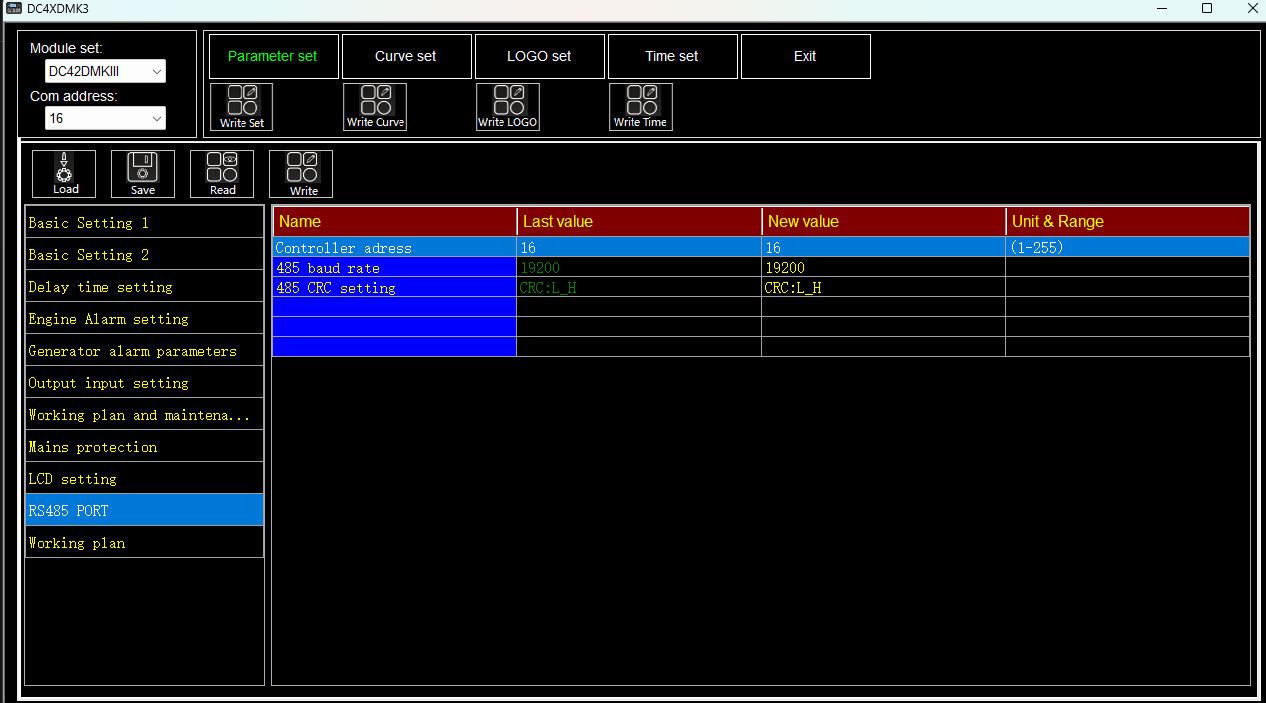 DC4XDMK3
Module set:
DC42DMKIII
Com address:
16
Parameter set
Curve set
LOGO set
Time set
Exit
Write Set
Write Curve
Write LOGO
Write Time
Load
Save
Read
Write
Basic Setting 1
Basic Setting 2
Delay time setting
Engine Alarm setting
Generator alarm parameters
Output input setting
Working plan and maintena...
Mains protection
LCD setting
RS485 PORT
Working plan
Name Last value New value Unit & Range
Controller adress 16 16 (1-255)
485 baud rate 19200 19200
485 CRC setting CRC:L_H CRC:L_H